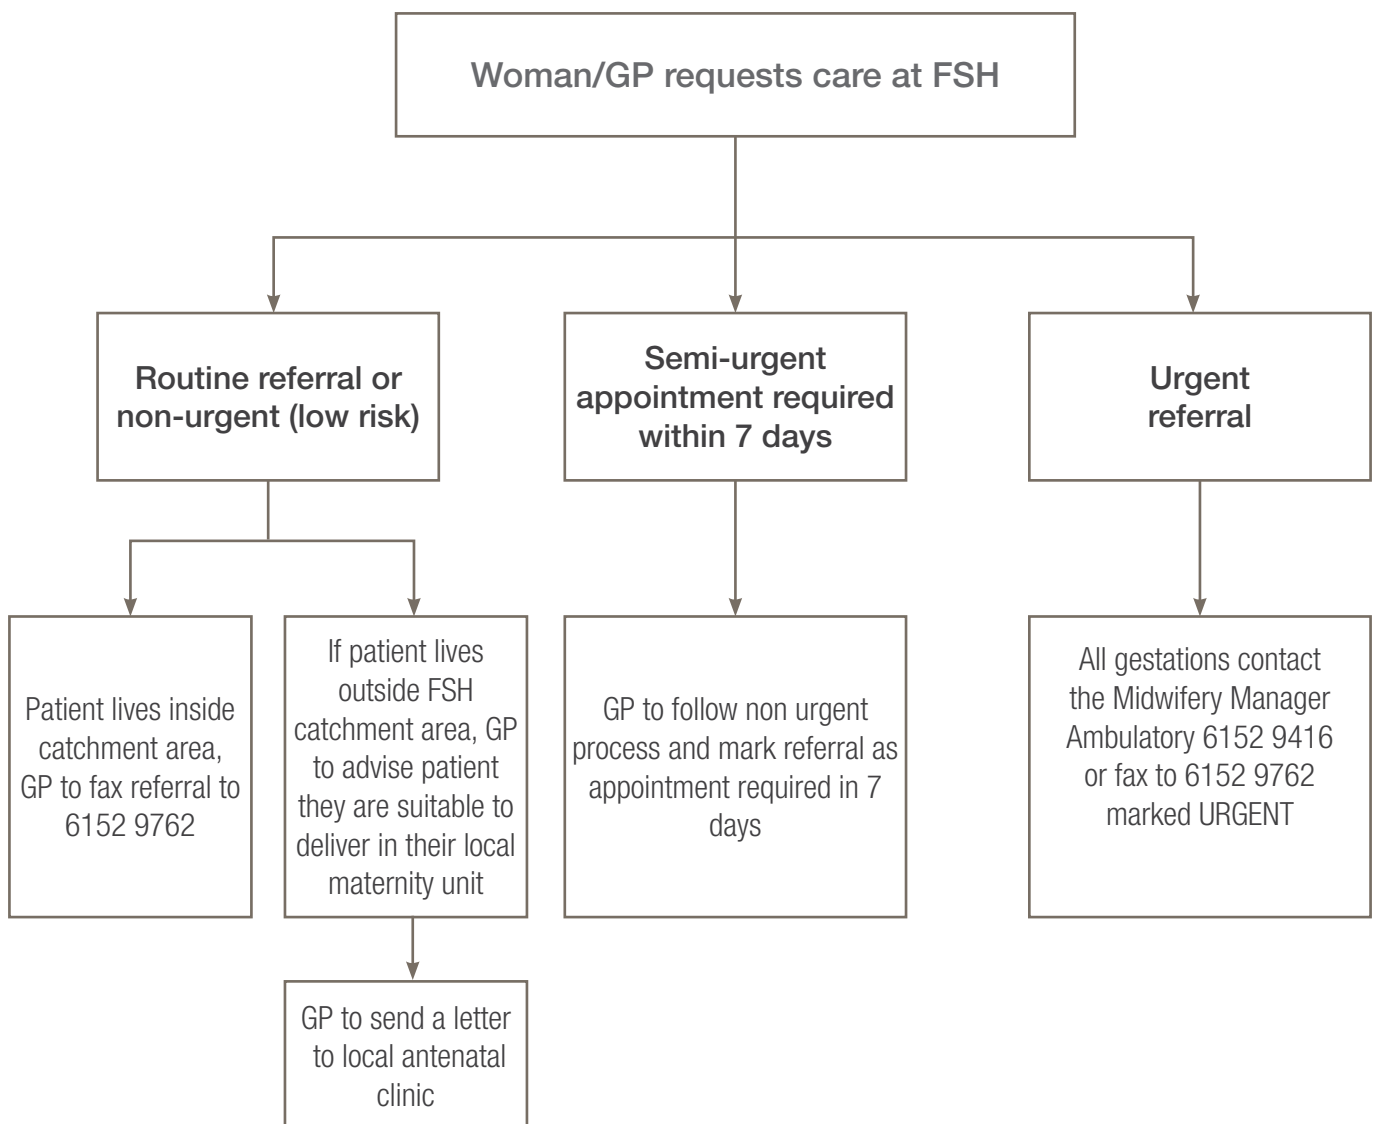 Woman/GP requests care at FSH
Routine referral or
non-urgent (low risk)
Semi-urgent
appointment required
within 7 days
Urgent
referral
Patient lives inside
catchment area,
GP to fax referral to
6152 9762
If patient lives
outside FSH
catchment area, GP
to advise patient
they are suitable to
deliver in their local
maternity unit
GP to follow non urgent
process and mark referral as
appointment required in 7
days
All gestations contact
the Midwifery Manager
Ambulatory 6152 9416
or fax to 6152 9762
marked URGENT
GP to send a letter
to local antenatal
clinic